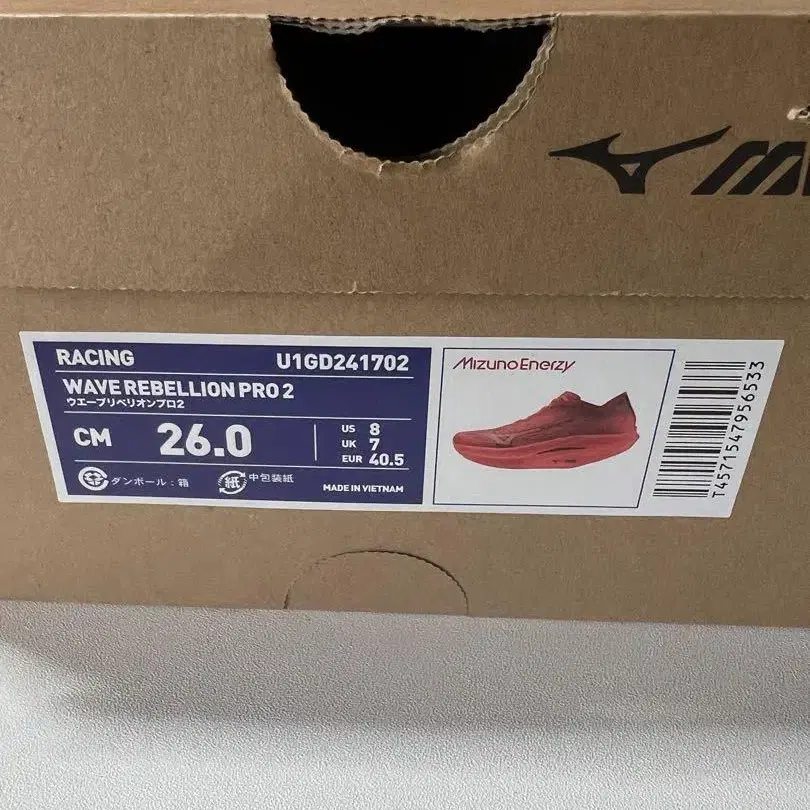 RACING
U1GD241702
WAVE REBELLION PRO 2
ウエーブリベリオンプロ2
CM 26.0
US 8
UK 7
EUR 40.5
ダンボール：箱
紙 中包装紙
MADE IN VIETNAM
MizunoEnerzy
T4571547956533